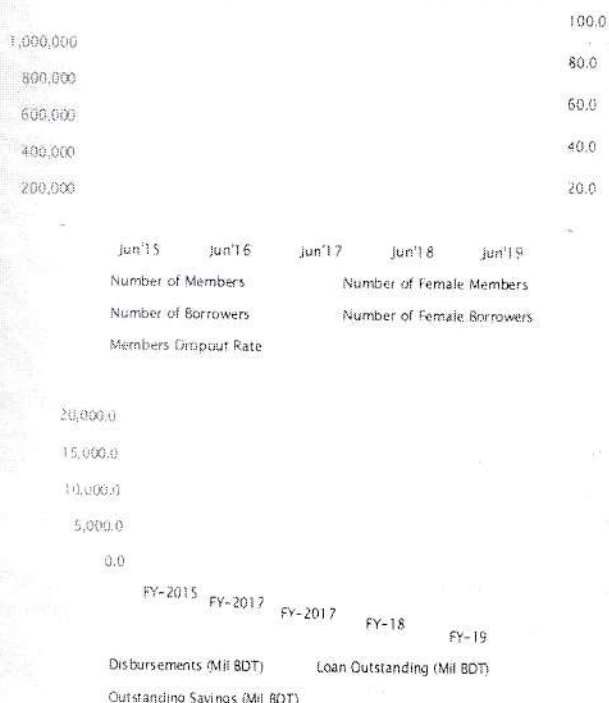 100.0
1,000,000
80.0
800,000
60.0
600,000
40.0
400,000
20.0
200,000
-
-
Jun'15 Jun'16 Jun'17 Jun'18 Jun'19
Number of Members Number of Female Members
Number of Borrowers Number of Female Borrowers
Members Dropout Rate
20,000.0
15,000.0
10,000.0
5,000.0
0.0
FY-2015 FY-2017 FY-2017 FY-18 FY-19
Disbursements (Mil BDT) Loan Outstanding (Mil BDT)
Outstanding Savings (Mil BDT)